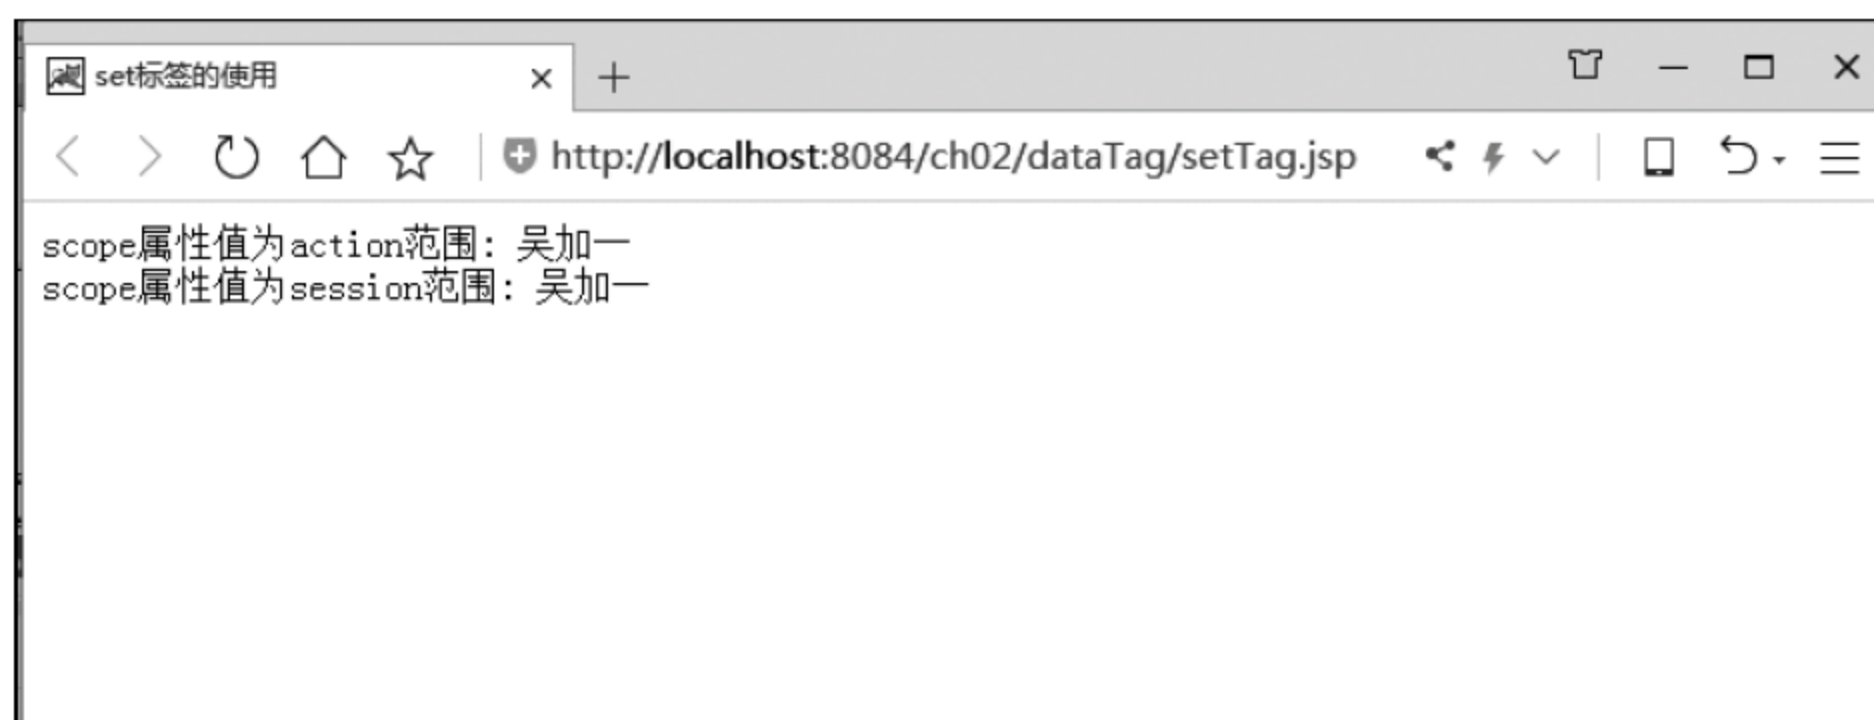 set标签的使用
http://localhost:8084/ch02/dataTag/setTag.jsp
scope属性值为action范围：吴加一
scope属性值为session范围：吴加一